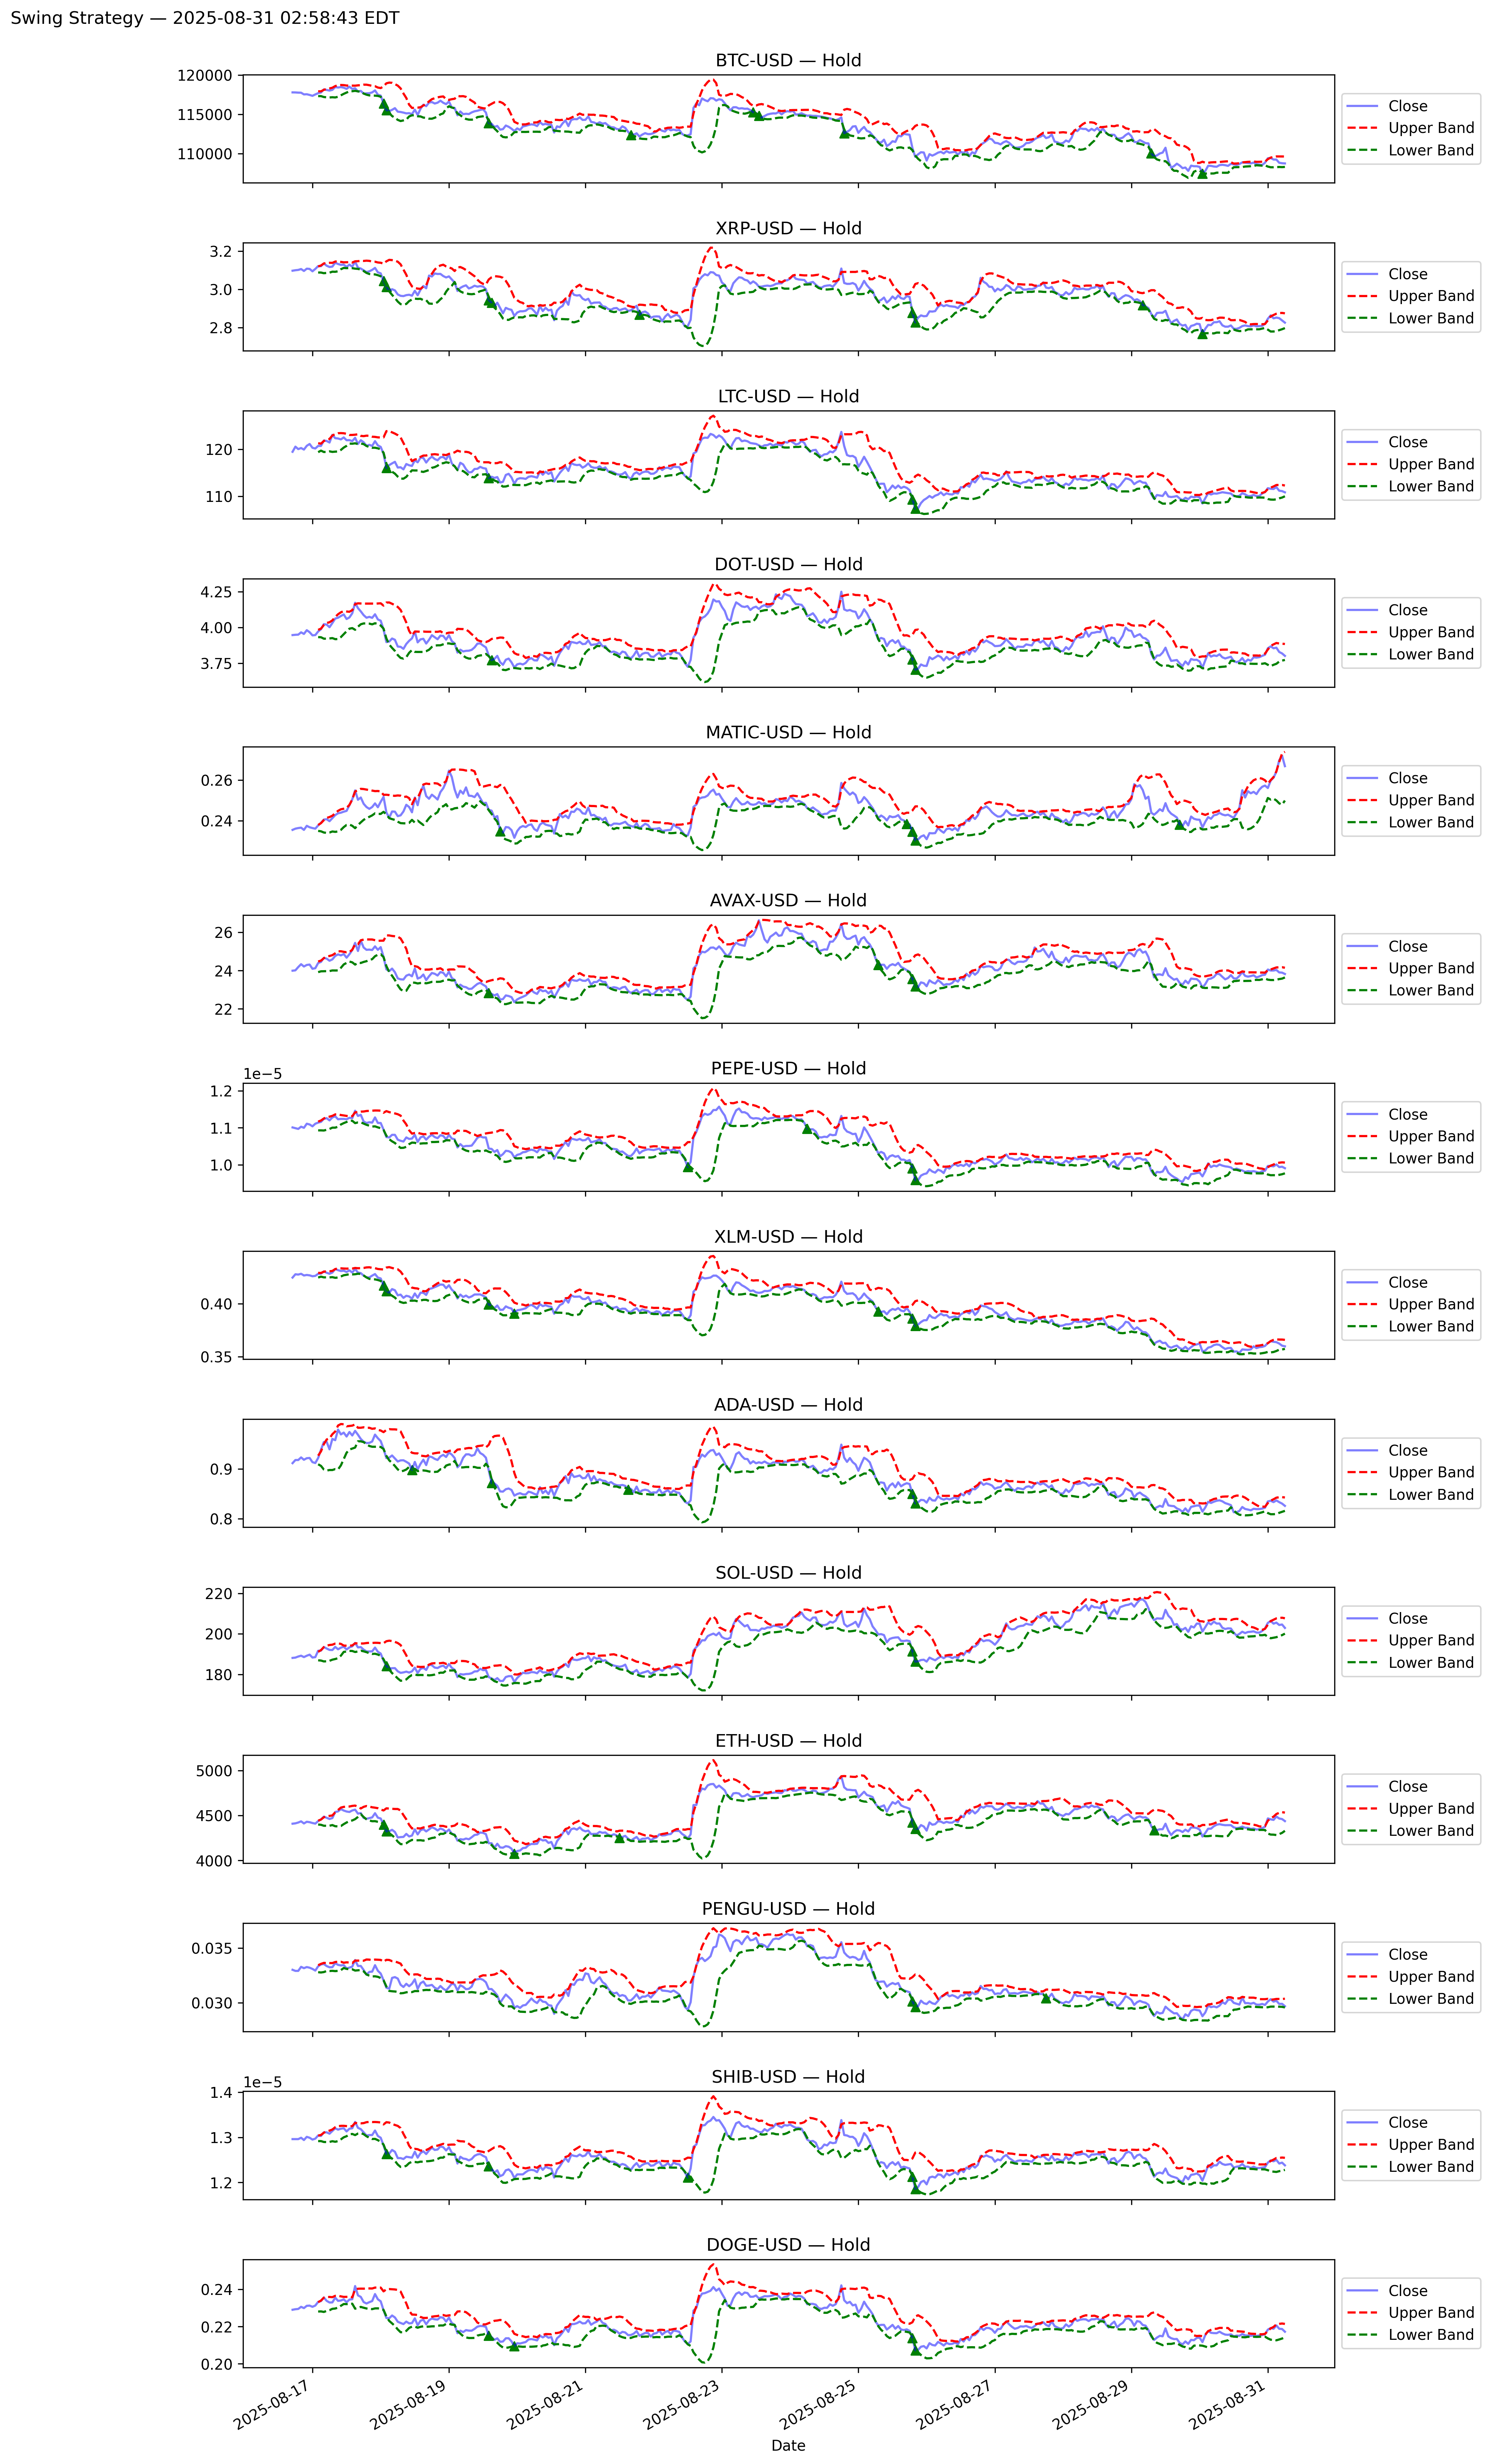 Swing Strategy — 2025-08-31 02:58:43 EDT
BTC-USD — Hold
120000
115000
110000
Close
Upper Band
Lower Band
XRP-USD — Hold
3.2
3.0
2.8
Close
Upper Band
Lower Band
LTC-USD — Hold
120
110
Close
Upper Band
Lower Band
DOT-USD — Hold
4.25
4.00
3.75
Close
Upper Band
Lower Band
MATIC-USD — Hold
0.26
0.24
Close
Upper Band
Lower Band
AVAX-USD — Hold
26
24
22
Close
Upper Band
Lower Band
PEPE-USD — Hold
1e−5
1.2
1.1
1.0
Close
Upper Band
Lower Band
XLM-USD — Hold
0.40
0.35
Close
Upper Band
Lower Band
ADA-USD — Hold
0.9
0.8
Close
Upper Band
Lower Band
SOL-USD — Hold
220
200
180
Close
Upper Band
Lower Band
ETH-USD — Hold
5000
4500
4000
Close
Upper Band
Lower Band
PENGU-USD — Hold
0.035
0.030
Close
Upper Band
Lower Band
SHIB-USD — Hold
1e−5
1.4
1.3
1.2
Close
Upper Band
Lower Band
DOGE-USD — Hold
0.24
0.22
0.20
Close
Upper Band
Lower Band
2025-08-17
2025-08-19
2025-08-21
2025-08-23
2025-08-25
2025-08-27
2025-08-29
2025-08-31
Date